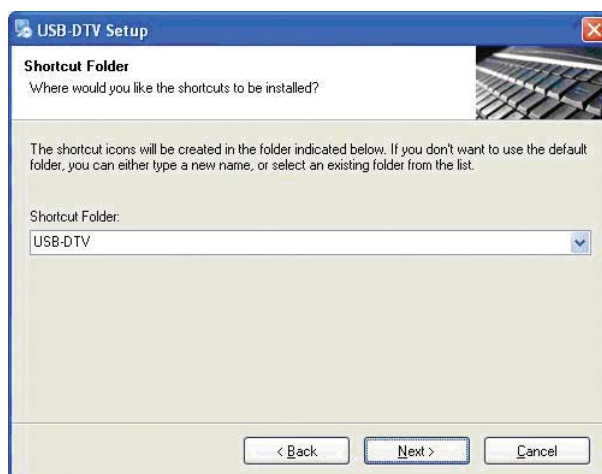 USB-DTV Setup
Shortcut Folder
Where would you like the shortcuts to be installed?
The shortcut icons will be created in the folder indicated below. If you don't want to use the default
folder, you can either type a new name, or select an existing folder from the list.
Shortcut Folder:
USB-DTV
< Back Next > Cancel